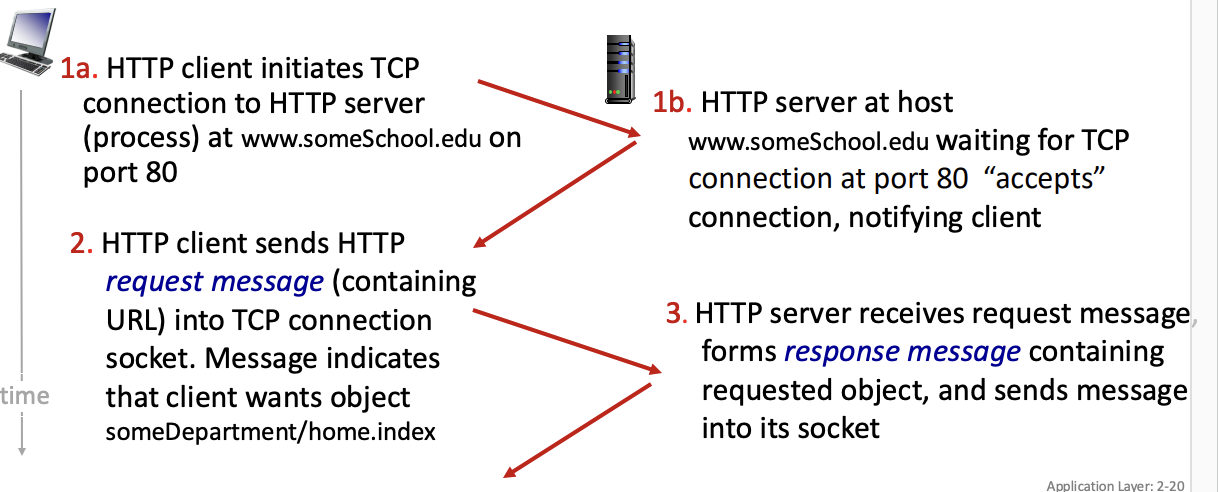 1a. HTTP client initiates TCP
connection to HTTP server
(process) at www.someSchool.edu on
port 80
1b. HTTP server at host
www.someSchool.edu waiting for TCP
connection at port 80 “accepts”
connection, notifying client
2. HTTP client sends HTTP
request message (containing
URL) into TCP connection
socket. Message indicates
that client wants object
someDepartment/home.index
3. HTTP server receives request message,
forms response message containing
requested object, and sends message
into its socket
time
Application Layer: 2-20